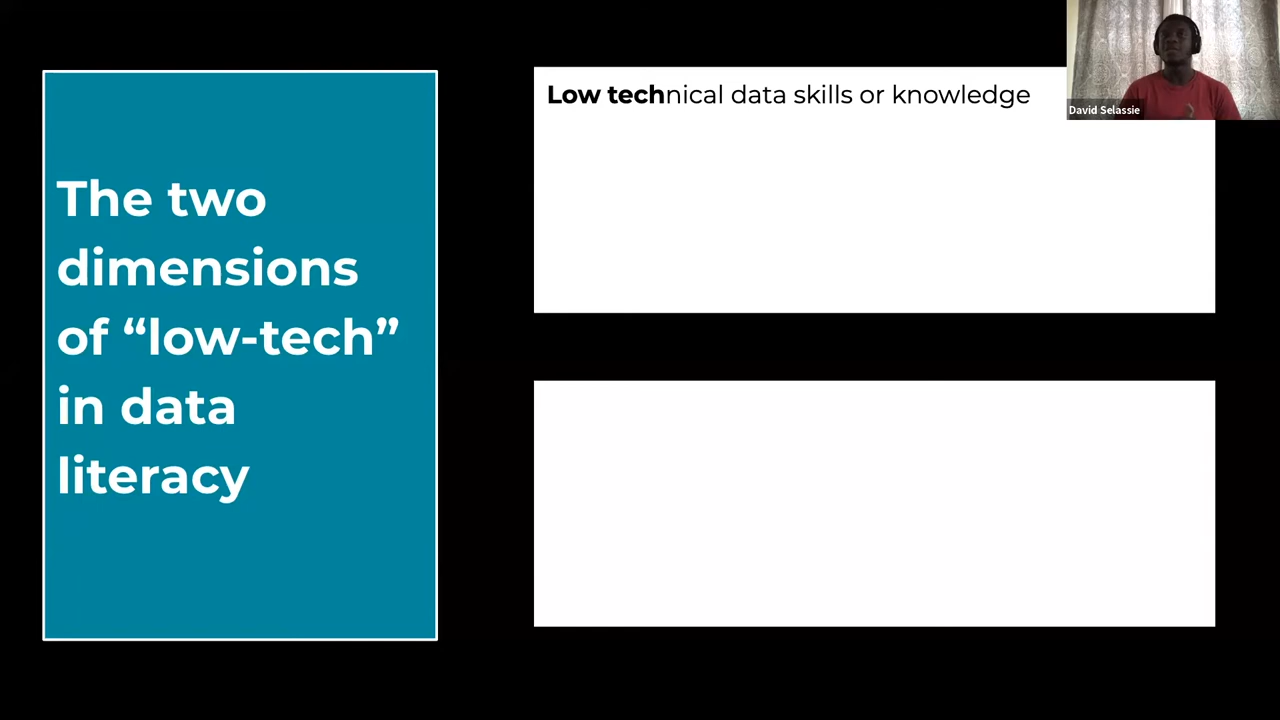 The two
dimensions
of “low-tech”
in data
literacy
Low technical data skills or knowledge
David Selassie